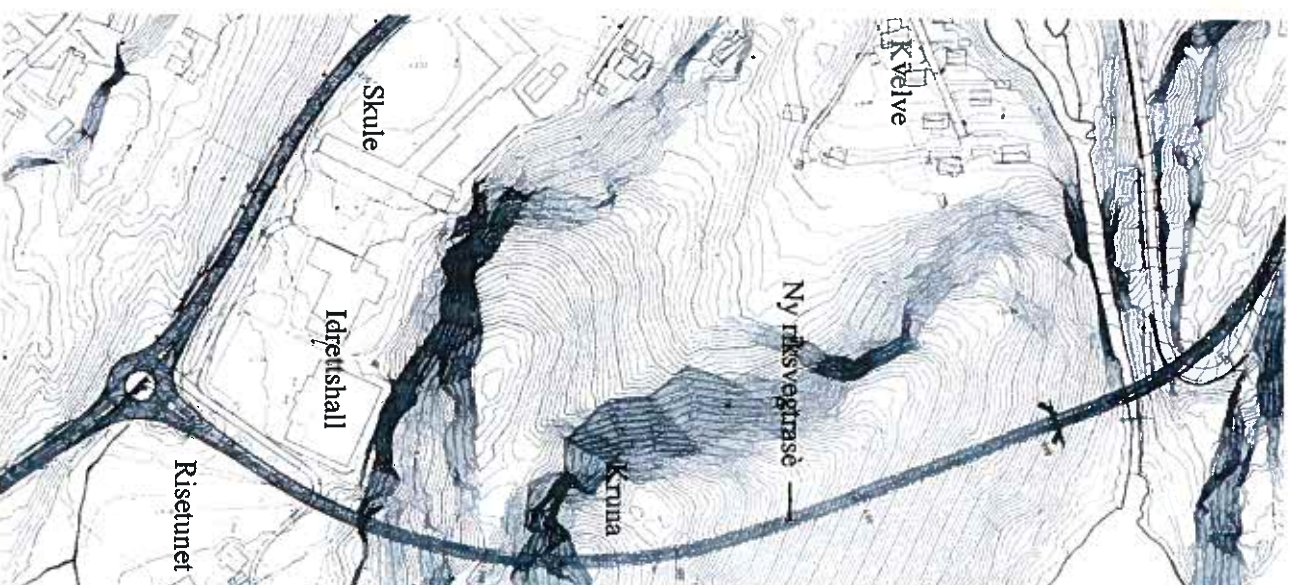 Kvelve
Skule
Ny riksvegtrasè
Idrettshall
Kruna
Risetunet